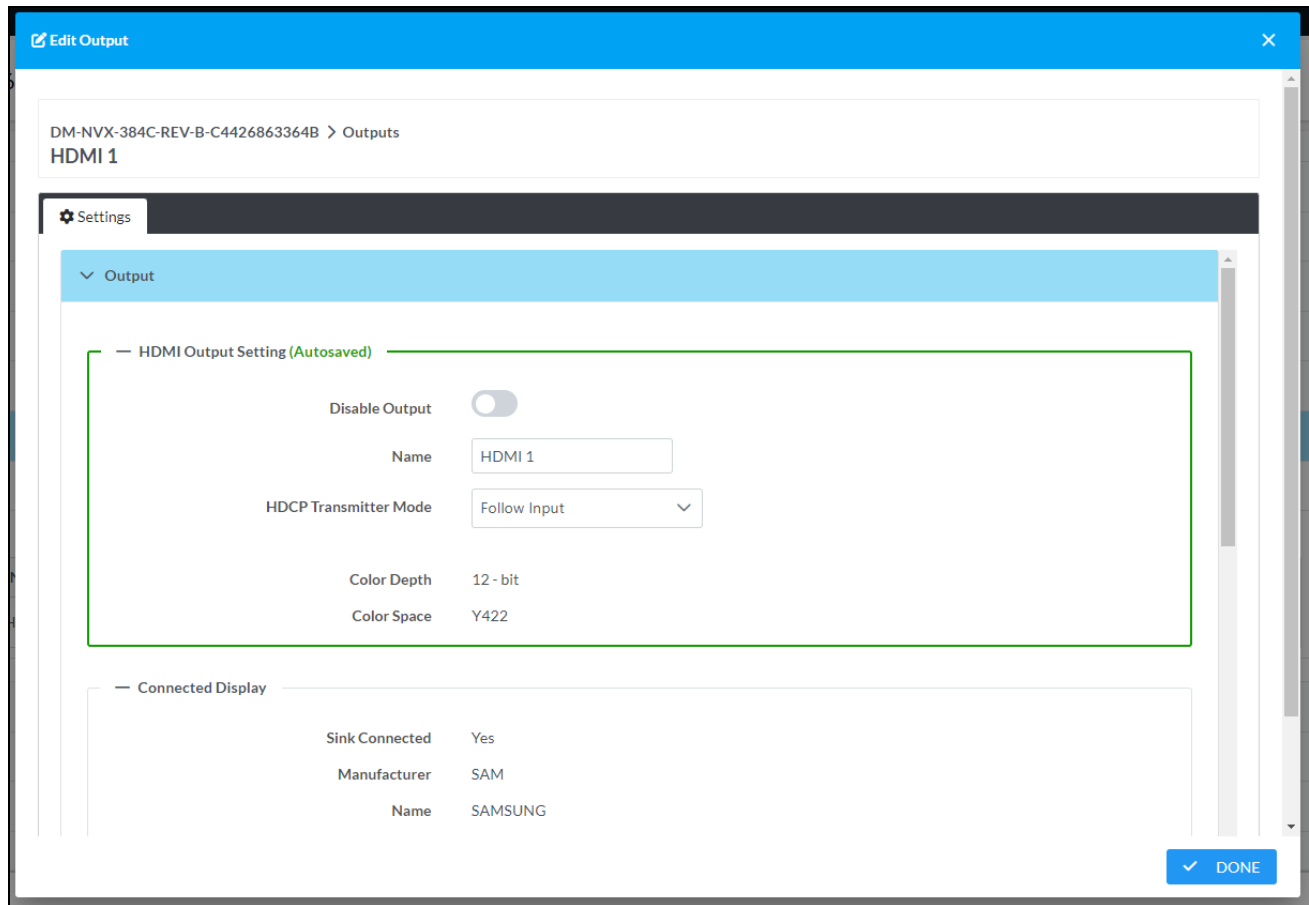 Edit Output
DM-NVX-384C-REV-B-C4426863364B > Outputs
HDMI 1
Settings
Output
HDMI Output Setting (Autosaved)
Disable Output
Name HDMI 1
HDCP Transmitter Mode Follow Input
Color Depth 12 - bit
Color Space Y422
Connected Display
Sink Connected Yes
Manufacturer SAM
Name SAMSUNG
DONE